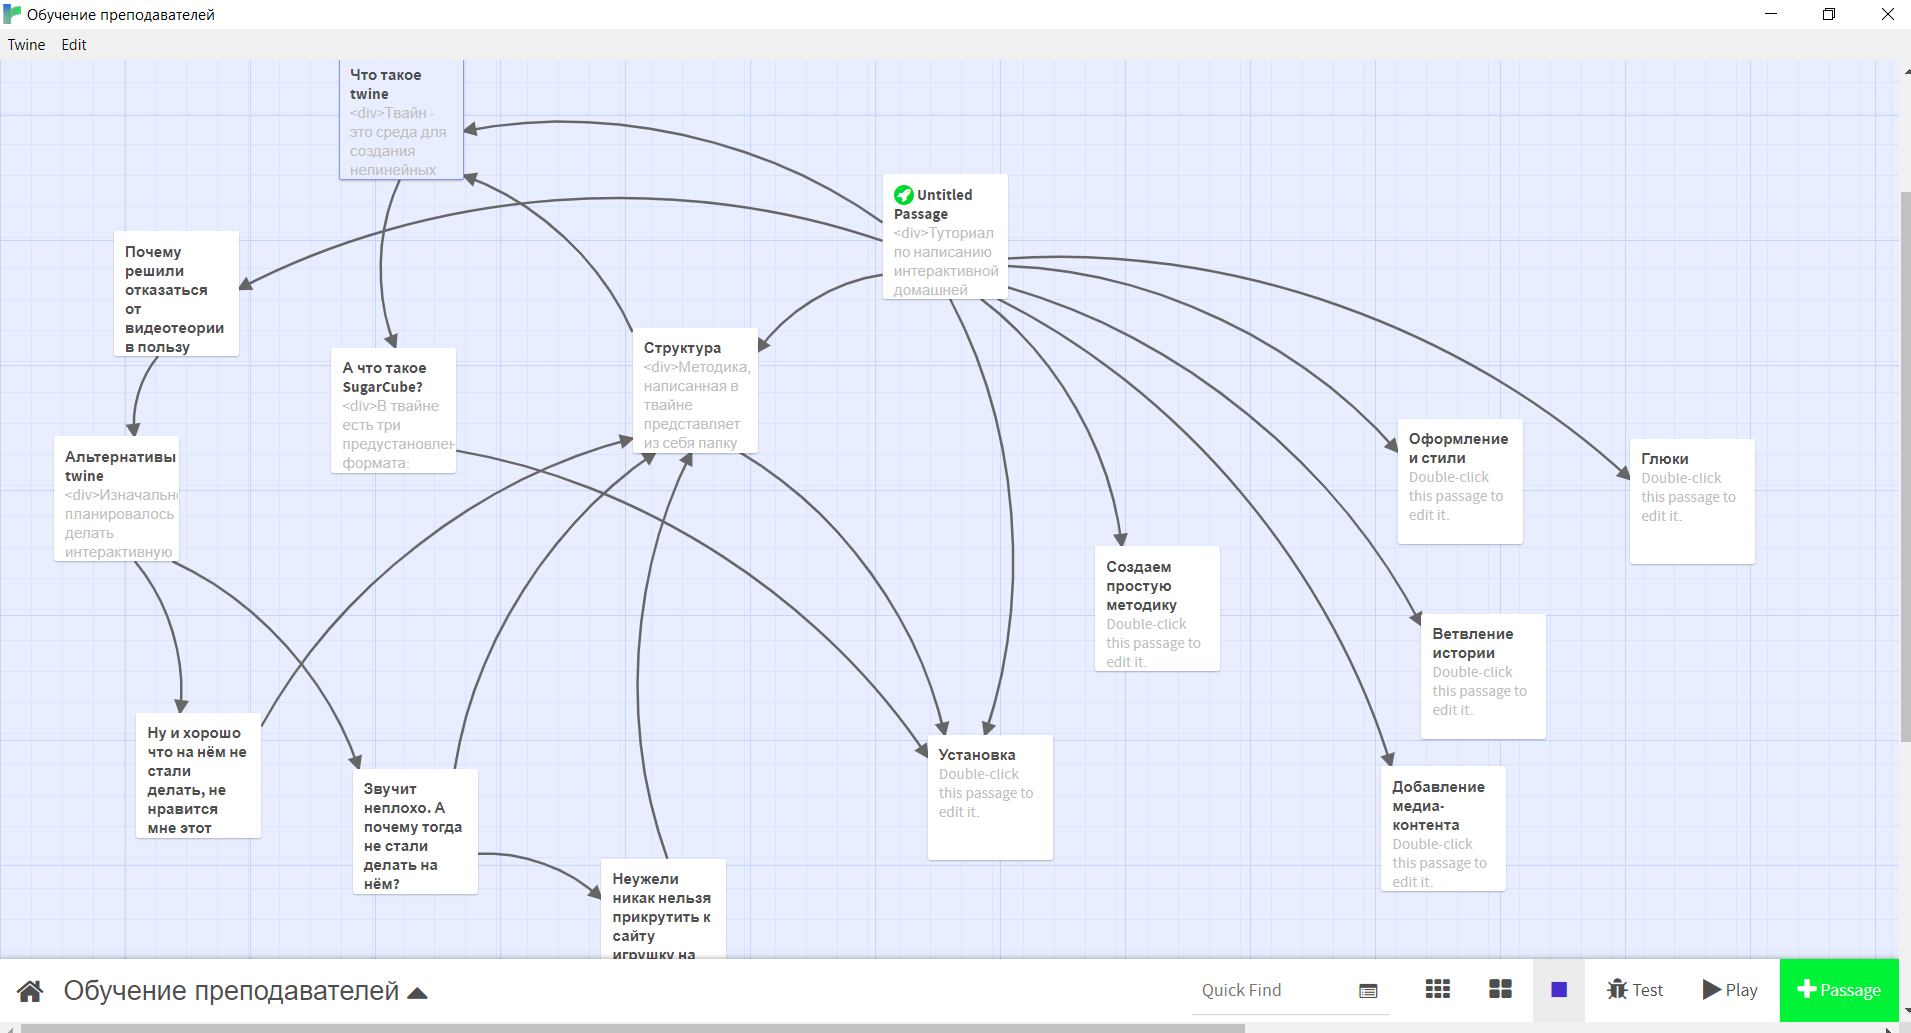 Обучение преподавателей
Twine Edit
Что такое
twine
<div>Твайн -
это среда для
создания
нелинейных
Untitled
Passage
<div>Туториал
по написанию
интерактивной
домашней
Почему
решили
отказаться
от
видеотеории
в пользу
Структура
<div>Методика,
написанная в
твайне
представляет
из себя папку
А что такое
SugarCube?
<div>В твайне
есть три
предустановлен
формата:
Альтернативы
twine
<div>Изначальн
планировалось
делать
интерактивную
Оформление
и стили
Double-click
this passage to
edit it.
Глюки
Double-click
this passage to
edit it.
Создаем
простую
методику
Double-click
this passage to
edit it.
Ветвление
истории
Double-click
this passage to
edit it.
Ну и хорошо
что на нём не
стали
делать, не
нравится
мне этот
Звучит
неплохо. А
почему тогда
не стали
делать на
нём?
Установка
Double-click
this passage to
edit it.
Добавление
медиа-
контента
Double-click
this passage to
edit it.
Неужели
никак нельзя
прикрутить к
сайту
игрушку на
Обучение преподавателей
Quick Find
Test
Play
Passage